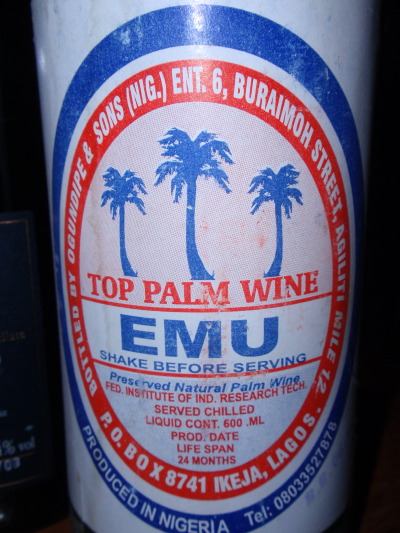 BOTTLED BY OGUNDIPE & SONS (NIG.) ENT. 6, BURAIMOH STREET, AGILITI MILE 12
TOP PALM WINE
EMU
SHAKE BEFORE SERVING
Preserved Natural Palm Wine
FED. INSTITUTE OF IND. RESEARCH TECH.
SERVED CHILLED
LIQUID CONT. 600 .ML
PROD. DATE
LIFE SPAN
24 MONTHS
P.O.BOX 8741 IKEJA, LAGOS.
PRODUCED IN NIGERIA Tel: 08033527878
% vol